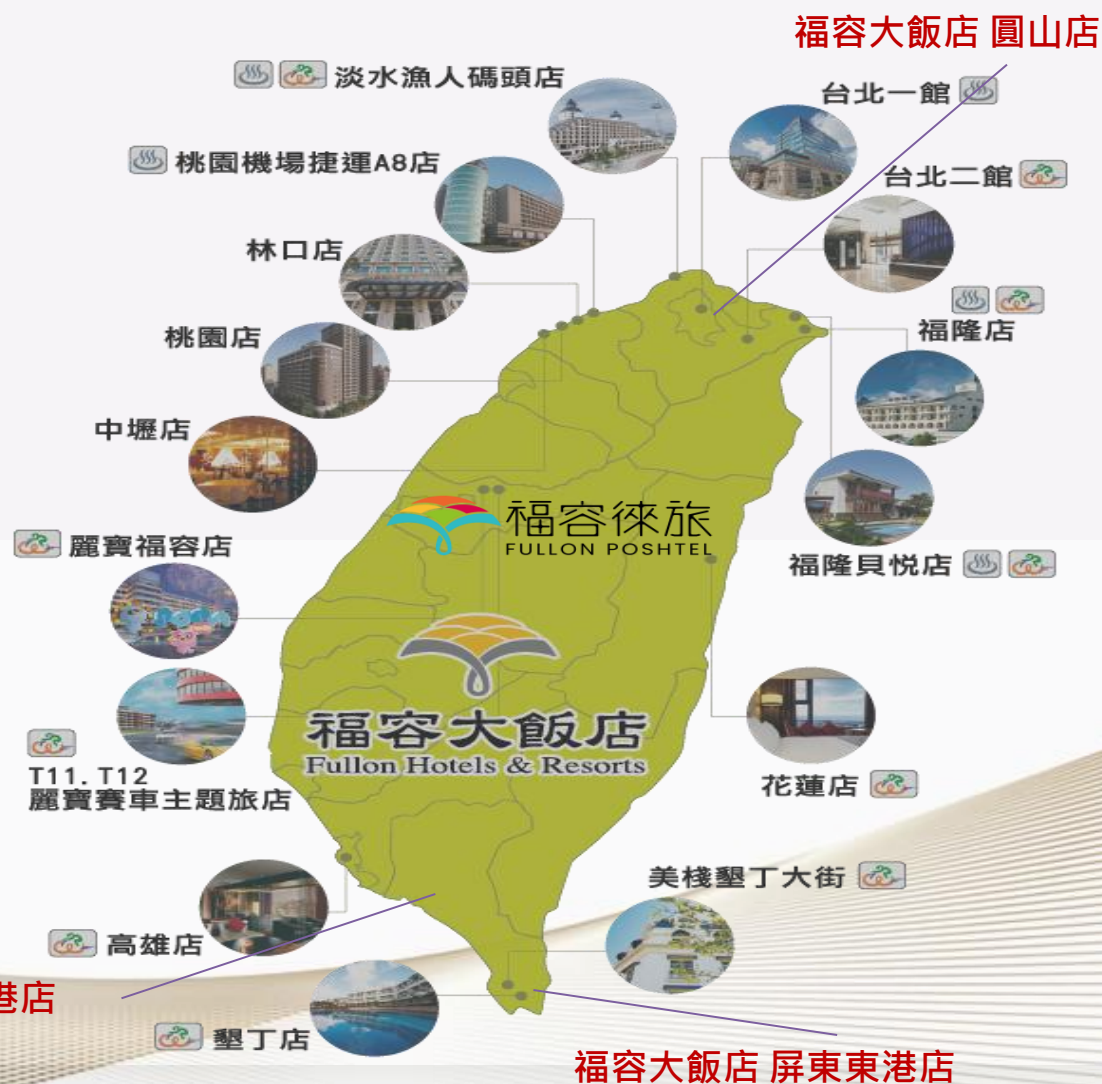 福容大飯店 圓山店
淡水漁人碼頭店
台北一館
桃園機場捷運A8店
台北二館
林口店
福隆店
桃園店
中壢店
福容徠旅
FULLON POSHTEL
麗寶福容店
福隆貝悦店
福容大飯店
Fullon Hotels & Resorts
T11. T12
麗寶賽車主題旅店
花蓮店
美棧墾丁大街
高雄店
港店
墾丁店
福容大飯店 屏東東港店